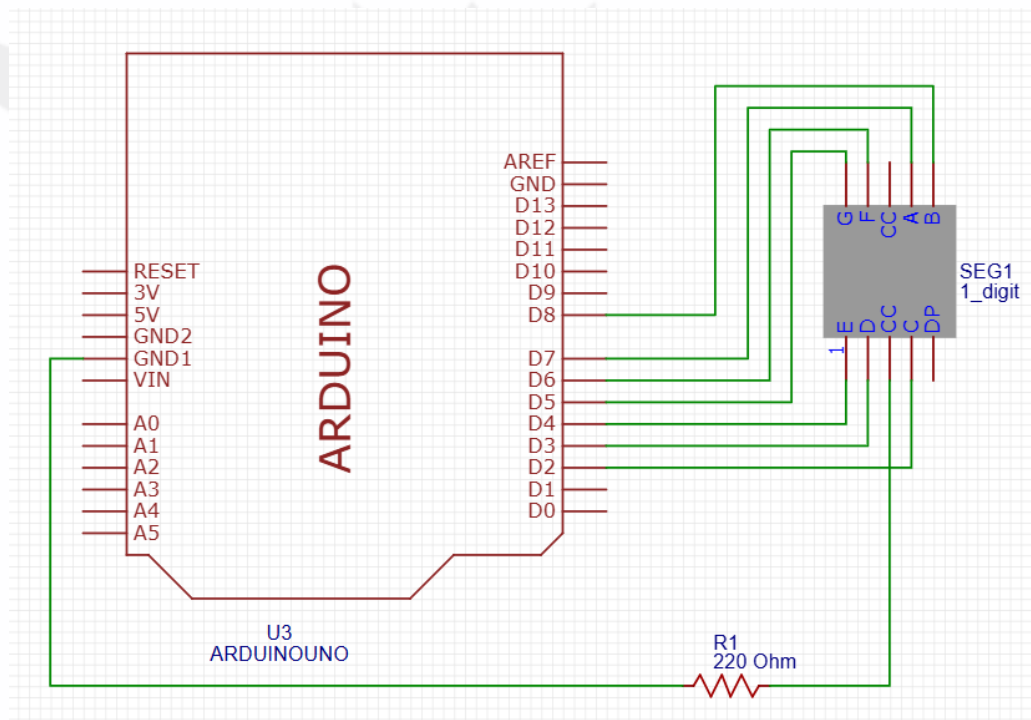 AREF
GND
D13
D12
D11
D10
D9
D8
D7
D6
D5
D4
D3
D2
D1
D0
RESET
3V
5V
GND2
GND1
VIN
A0
A1
A2
A3
A4
A5
ARDUINO
U3
ARDUINOUNO
G F CC A B
E D CC C DP
1
SEG1
1_digit
R1
220 Ohm